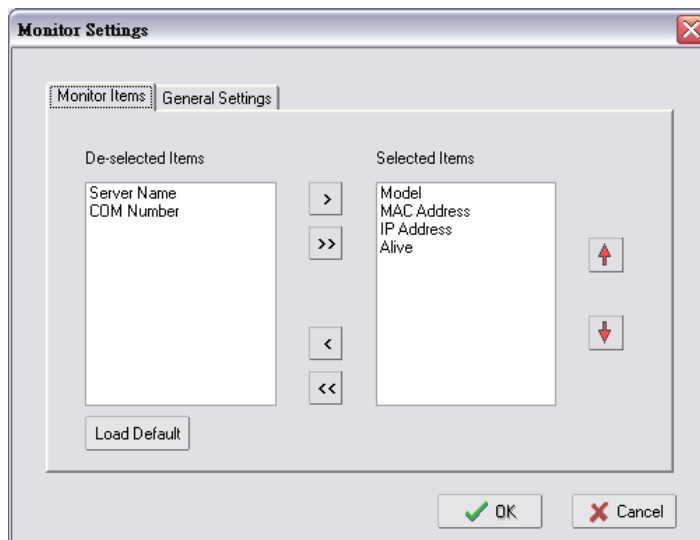 Monitor Settings
Monitor Items
General Settings
De-selected Items
Server Name
COM Number
>
>>
<
<<
Selected Items
Model
MAC Address
IP Address
Alive
Load Default
OK
Cancel